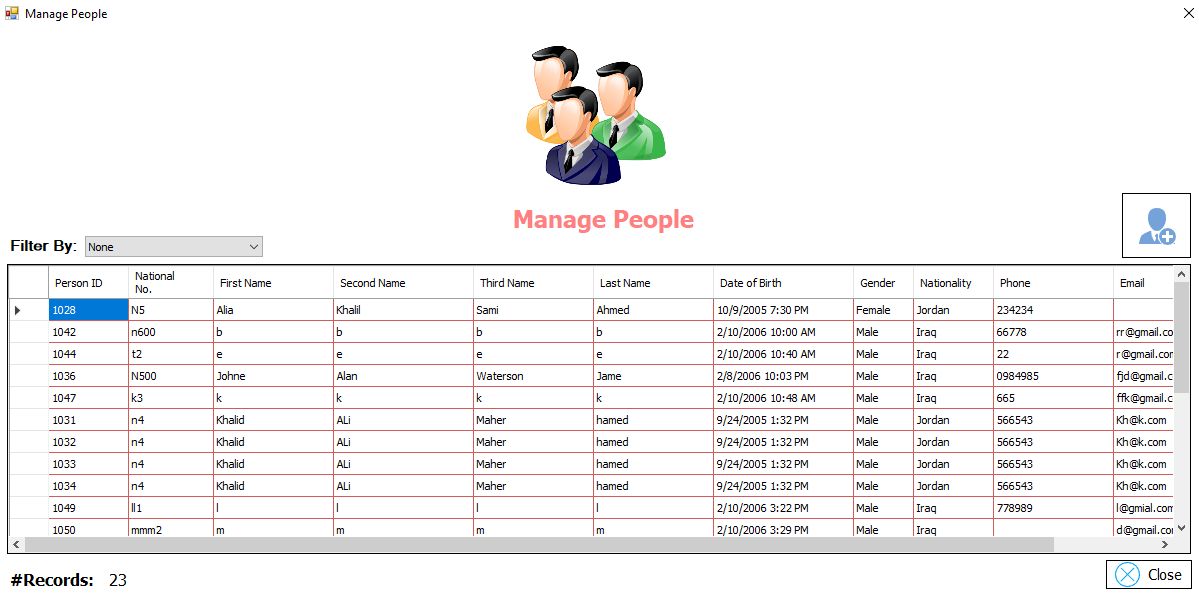 Manage People
Manage People
Filter By: None
Person ID National No. First Name Second Name Third Name Last Name Date of Birth Gender Nationality Phone Email
1028 N5 Alia Khalil Sami Ahmed 10/9/2005 7:30 PM Female Jordan 234234
1042 n600 b b b b 2/10/2006 10:00 AM Male Iraq 66778 rr@gmail.co
1044 t2 e e e e 2/10/2006 10:40 AM Male Iraq 22 r@gmail.con
1036 N500 Johne Alan Waterson Jame 2/8/2006 10:03 PM Male Iraq 0984985 fjd@gmail.c
1047 k3 k k k k 2/10/2006 10:48 AM Male Iraq 665 ffk@gmail.c
1031 n4 Khalid ALi Maher hamed 9/24/2005 1:32 PM Male Jordan 566543 Kh@k.com
1032 n4 Khalid ALi Maher hamed 9/24/2005 1:32 PM Male Jordan 566543 Kh@k.com
1033 n4 Khalid ALi Maher hamed 9/24/2005 1:32 PM Male Jordan 566543 Kh@k.com
1034 n4 Khalid ALi Maher hamed 9/24/2005 1:32 PM Male Jordan 566543 Kh@k.com
1049 ll1 l l l l 2/10/2006 3:22 PM Male Iraq 778989 l@gmial.com
1050 mmm2 m m m m 2/10/2006 3:29 PM Male Iraq d@gmail.co
#Records: 23
Close